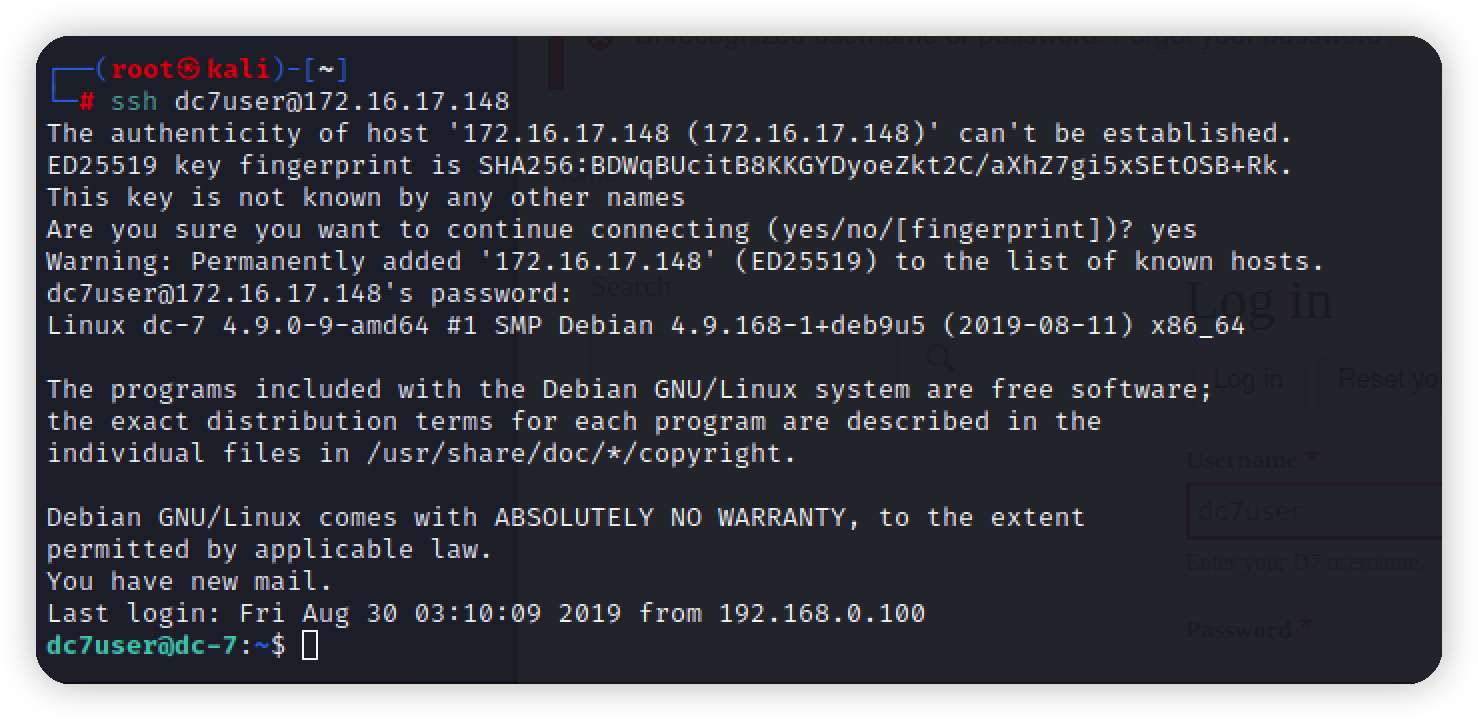 ┌──(root㉿kali)-[~]
└─# ssh dc7user@172.16.17.148
The authenticity of host '172.16.17.148 (172.16.17.148)' can't be established.
ED25519 key fingerprint is SHA256:BDWqBUcitB8KKGYDyoeZkt2C/aXhZ7gi5xSEtOSB+Rk.
This key is not known by any other names
Are you sure you want to continue connecting (yes/no/[fingerprint])? yes
Warning: Permanently added '172.16.17.148' (ED25519) to the list of known hosts.
dc7user@172.16.17.148's password:
Linux dc-7 4.9.0-9-amd64 #1 SMP Debian 4.9.168-1+deb9u5 (2019-08-11) x86_64
The programs included with the Debian GNU/Linux system are free software;
the exact distribution terms for each program are described in the
individual files in /usr/share/doc/*/copyright.
Debian GNU/Linux comes with ABSOLUTELY NO WARRANTY, to the extent
permitted by applicable law.
You have new mail.
Last login: Fri Aug 30 03:10:09 2019 from 192.168.0.100
dc7user@dc-7:~$
Unrecognized username or password. Forgot your password?
Search
Log in
Log in
Reset yo
Username *
dc7user
Enter your D7 username.
Password *